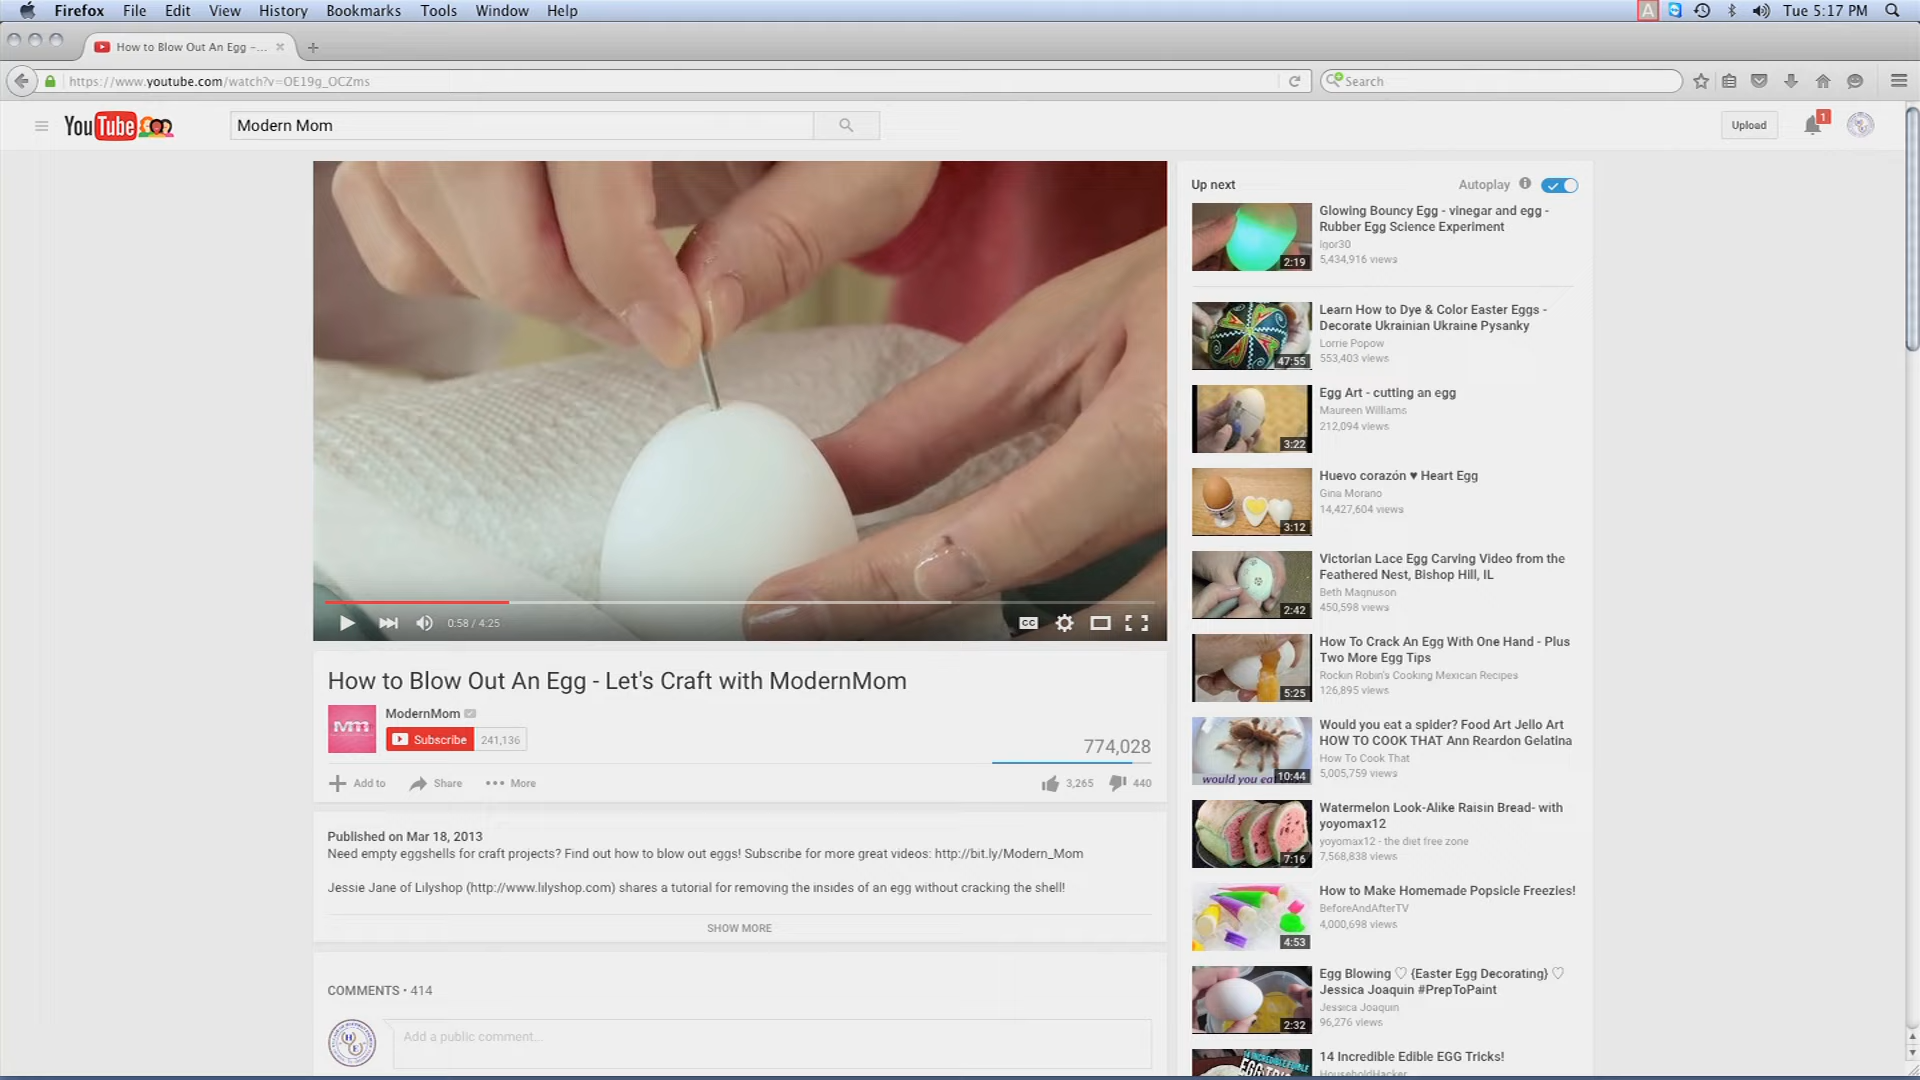 Firefox File Edit View History Bookmarks Tools Window Help
Tue 5:17 PM
How to Blow Out An Egg -...
https://www.youtube.com/watch?v=OE19g_OCZms
Search
YouTube
Modern Mom
Upload
1
0:58 / 4:25
CC
How to Blow Out An Egg - Let's Craft with ModernMom
Mm
ModernMom
Subscribe 241,136
774,028
Add to Share More
3,265 440
Published on Mar 18, 2013
Need empty eggshells for craft projects? Find out how to blow out eggs! Subscribe for more great videos: http://bit.ly/Modern_Mom
Jessie Jane of Lilyshop (http://www.lilyshop.com) shares a tutorial for removing the insides of an egg without cracking the shell!
SHOW MORE
COMMENTS • 414
Add a public comment...
Up next
Autoplay
Glowing Bouncy Egg - vinegar and egg -
Rubber Egg Science Experiment
igor30
5,434,916 views
2:19
Learn How to Dye & Color Easter Eggs -
Decorate Ukrainian Ukraine Pysanky
Lorrie Popow
553,403 views
47:55
Egg Art - cutting an egg
Maureen Williams
212,094 views
3:22
Huevo corazón ♥ Heart Egg
Gina Morano
14,427,604 views
3:12
Victorian Lace Egg Carving Video from the
Feathered Nest, Bishop Hill, IL
Beth Magnuson
450,598 views
2:42
How To Crack An Egg With One Hand - Plus
Two More Egg Tips
Rockin Robin's Cooking Mexican Recipes
126,895 views
5:25
Would you eat a spider? Food Art Jello Art
HOW TO COOK THAT Ann Reardon Gelatina
How To Cook That
5,005,759 views
would you ea
10:44
Watermelon Look-Alike Raisin Bread- with
yoyomax12
yoyomax12 - the diet free zone
7,568,838 views
7:16
How to Make Homemade Popsicle Freezies!
BeforeAndAfterTV
4,000,698 views
4:53
Egg Blowing ♡ {Easter Egg Decorating} ♡
Jessica Joaquin #PrepToPaint
Jessica Joaquin
96,276 views
2:32
14 Incredible Edible EGG Tricks!
HouseholdHacker